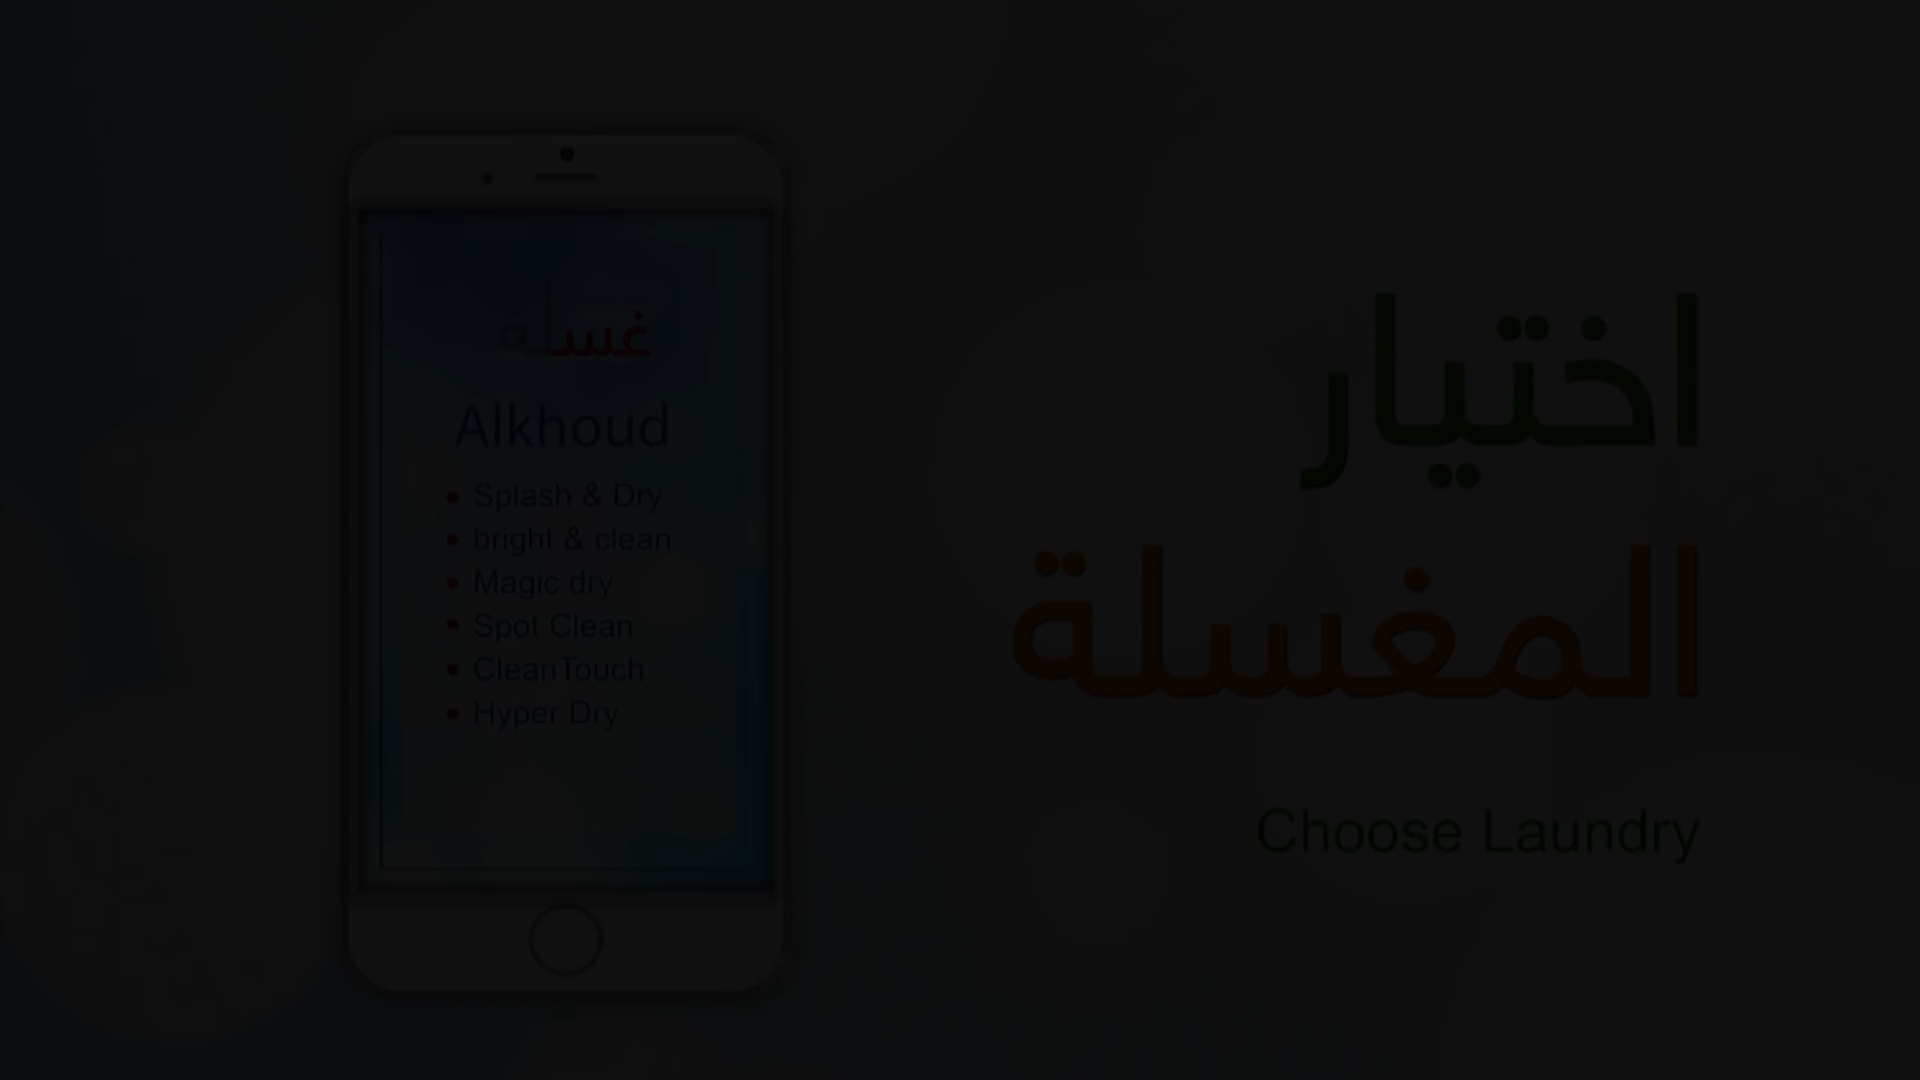 غسلة
Alkhoud
• Splash & Dry
• bright & clean
• Magic dry
• Spot Clean
• CleanTouch
• Hyper Dry
اختيار
المغسلة
Choose Laundry